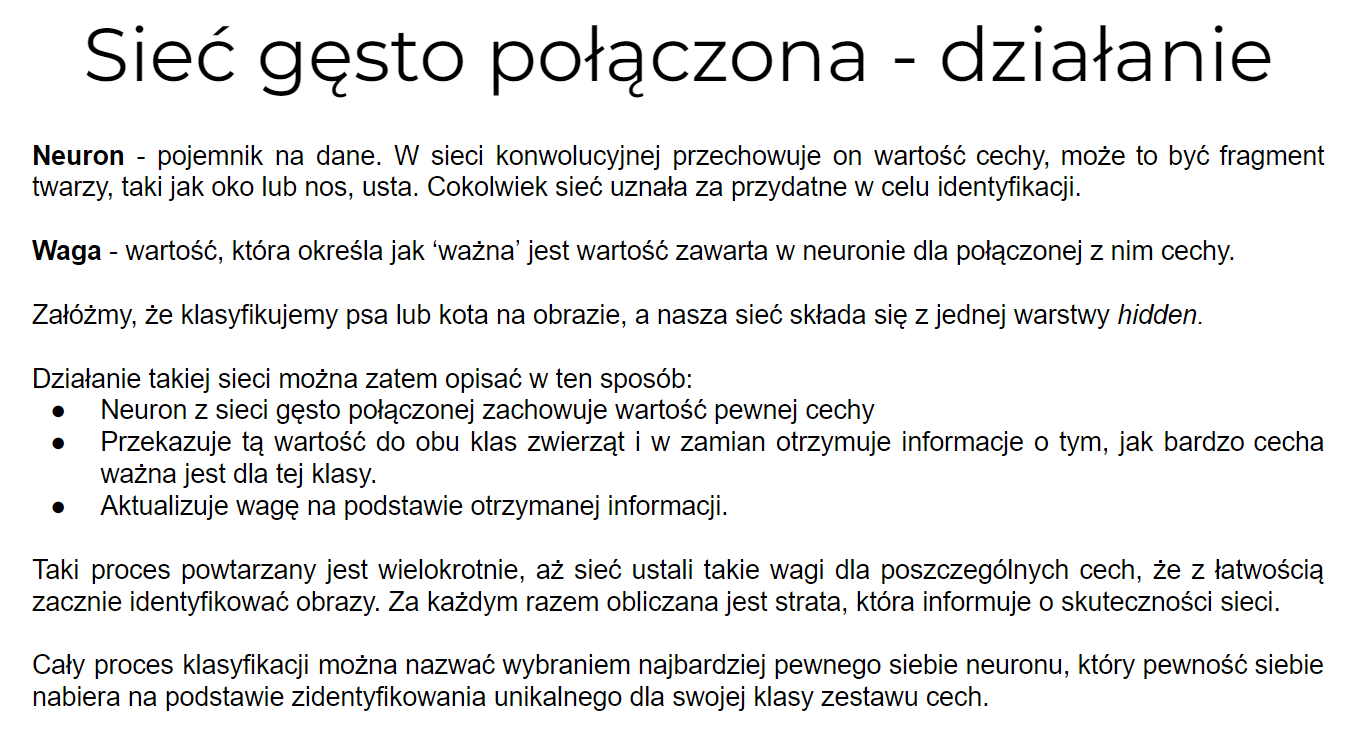 Sieć gęsto połączona - działanie
Neuron - pojemnik na dane. W sieci konwolucyjnej przechowuje on wartość cechy, może to być fragment
twarzy, taki jak oko lub nos, usta. Cokolwiek sieć uznała za przydatne w celu identyfikacji.
Waga - wartość, która określa jak ‘ważna’ jest wartość zawarta w neuronie dla połączonej z nim cechy.
Załóżmy, że klasyfikujemy psa lub kota na obrazie, a nasza sieć składa się z jednej warstwy hidden.
Działanie takiej sieci można zatem opisać w ten sposób:
● Neuron z sieci gęsto połączonej zachowuje wartość pewnej cechy
● Przekazuje tą wartość do obu klas zwierząt i w zamian otrzymuje informacje o tym, jak bardzo cecha
ważna jest dla tej klasy.
● Aktualizuje wagę na podstawie otrzymanej informacji.
Taki proces powtarzany jest wielokrotnie, aż sieć ustali takie wagi dla poszczególnych cech, że z łatwością
zacznie identyfikować obrazy. Za każdym razem obliczana jest strata, która informuje o skuteczności sieci.
Cały proces klasyfikacji można nazwać wybraniem najbardziej pewnego siebie neuronu, który pewność siebie
nabiera na podstawie zidentyfikowania unikalnego dla swojej klasy zestawu cech.